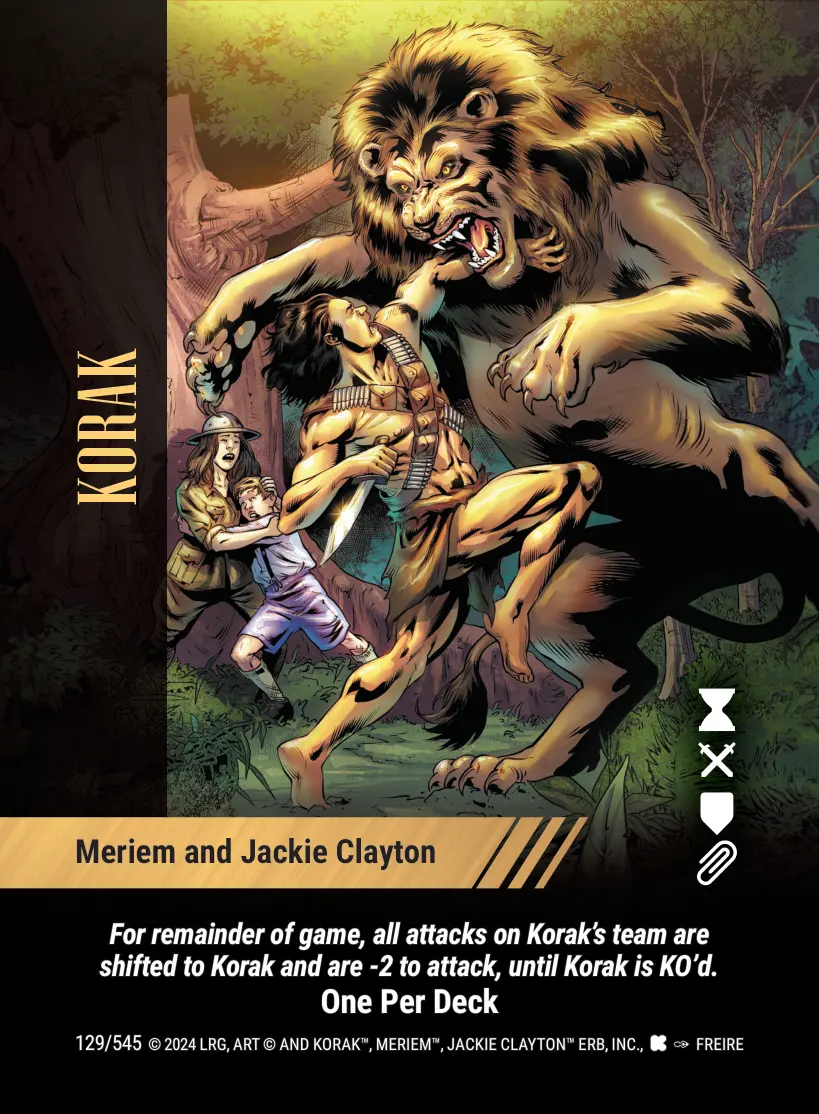 KORAK
Meriem and Jackie Clayton
For remainder of game, all attacks on Korak’s team are
shifted to Korak and are -2 to attack, until Korak is KO’d.
One Per Deck
129/545 © 2024 LRG, ART © AND KORAK™, MERIEM™, JACKIE CLAYTON™ ERB, INC., FREIRE